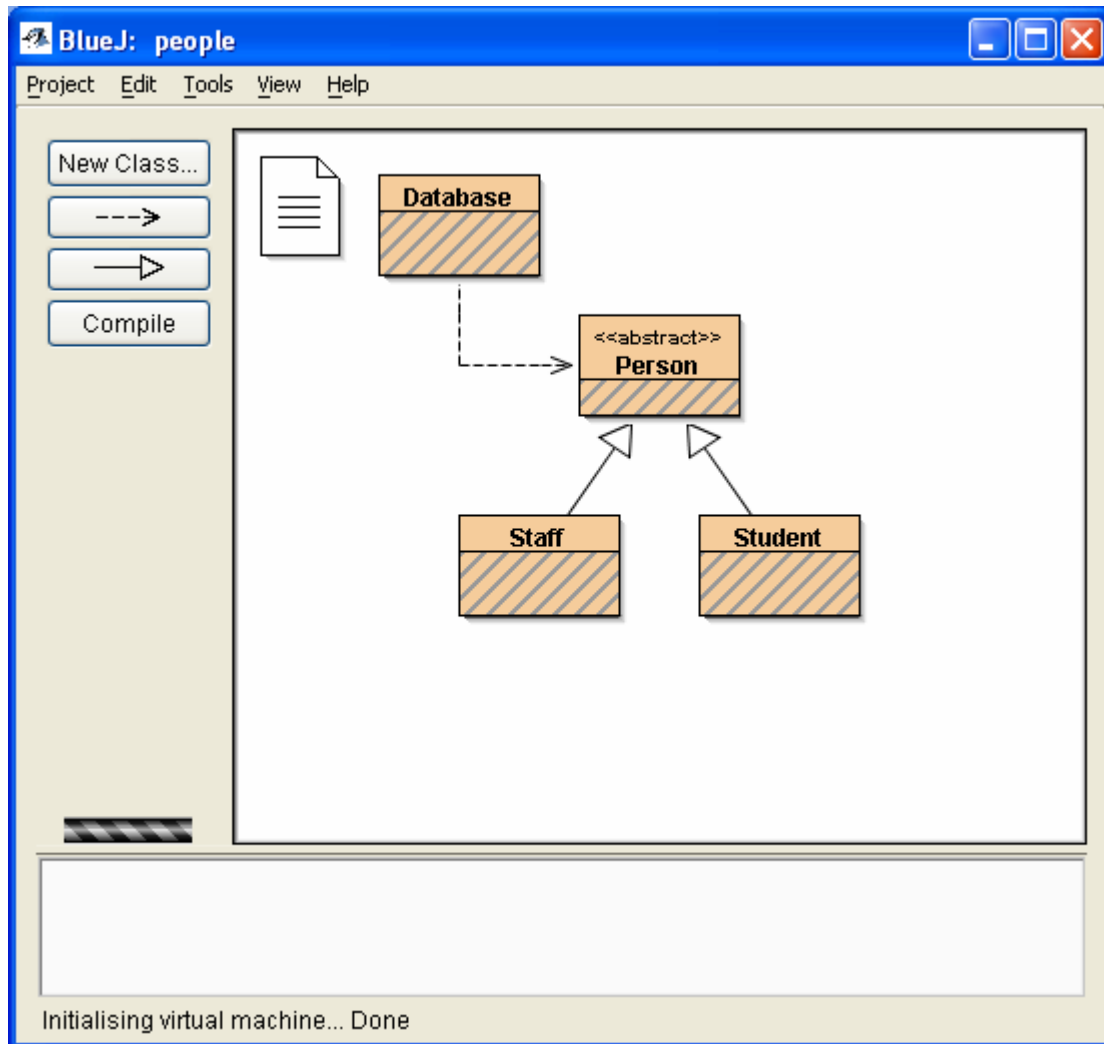 BlueJ: people
Project Edit Tools View Help
New Class...
Compile
Database
<<abstract>>
Person
Staff
Student
Initialising virtual machine... Done